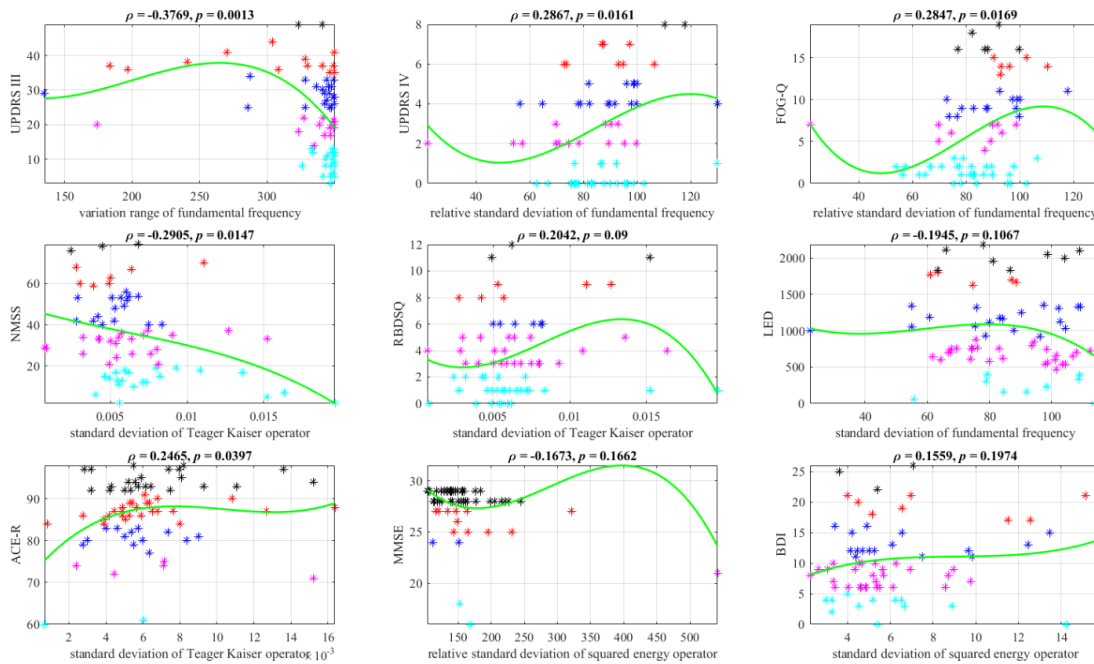 ρ = -0.3769, p = 0.0013
ρ = 0.2867, p = 0.0161
ρ = 0.2847, p = 0.0169
UPDRS III
40
30
20
10
150 200 250 300
variation range of fundamental frequency
UPDRS IV
8
6
4
2
0
40 60 80 100 120
relative standard deviation of fundamental frequency
FOG-Q
15
10
5
0
40 60 80 100 120
relative standard deviation of fundamental frequency
ρ = -0.2905, p = 0.0147
ρ = 0.2042, p = 0.09
ρ = -0.1945, p = 0.1067
NMSS
60
40
20
0.005 0.01 0.015
standard deviation of Teager Kaiser operator
RBDSQ
12
10
8
6
4
2
0
0.005 0.01 0.015
standard deviation of Teager Kaiser operator
LED
2000
1500
1000
500
0
40 60 80 100
standard deviation of fundamental frequency
ρ = 0.2465, p = 0.0397
ρ = -0.1673, p = 0.1662
ρ = 0.1559, p = 0.1974
ACE-R
90
80
70
60
2 4 6 8 10 12 14 16
standard deviation of Teager Kaiser operator ×10⁻³
MMSE
30
25
20
150 200 250 300 350 400 450 500
relative standard deviation of squared energy operator
BDI
25
20
15
10
5
0
4 6 8 10 12 14
standard deviation of squared energy operator